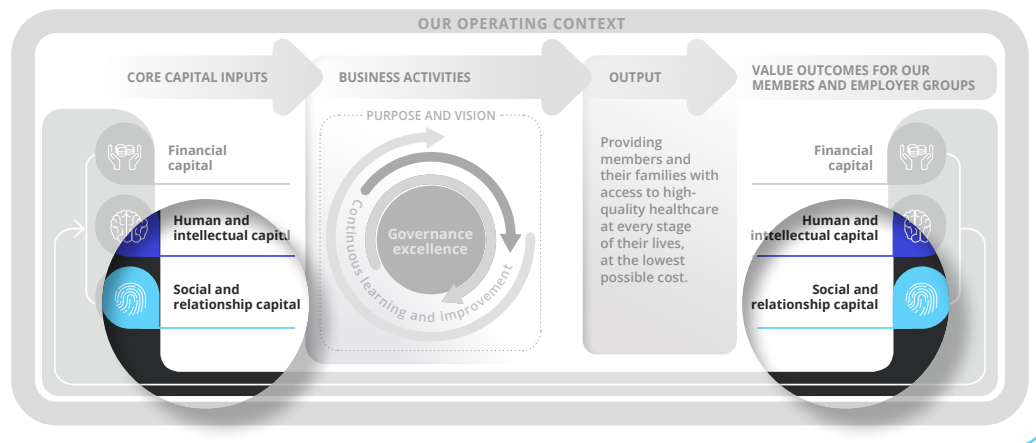 OUR OPERATING CONTEXT
CORE CAPITAL INPUTS
Financial
capital
Human and
intellectual capital
Social and
relationship capital
BUSINESS ACTIVITIES
PURPOSE AND VISION
Governance
excellence
Continuous learning and improvement
OUTPUT
Providing
members and
their families with
access to high-
quality healthcare
at every stage
of their lives,
at the lowest
possible cost.
VALUE OUTCOMES FOR OUR
MEMBERS AND EMPLOYER GROUPS
Financial
capital
Human and
intellectual capital
Social and
relationship capital